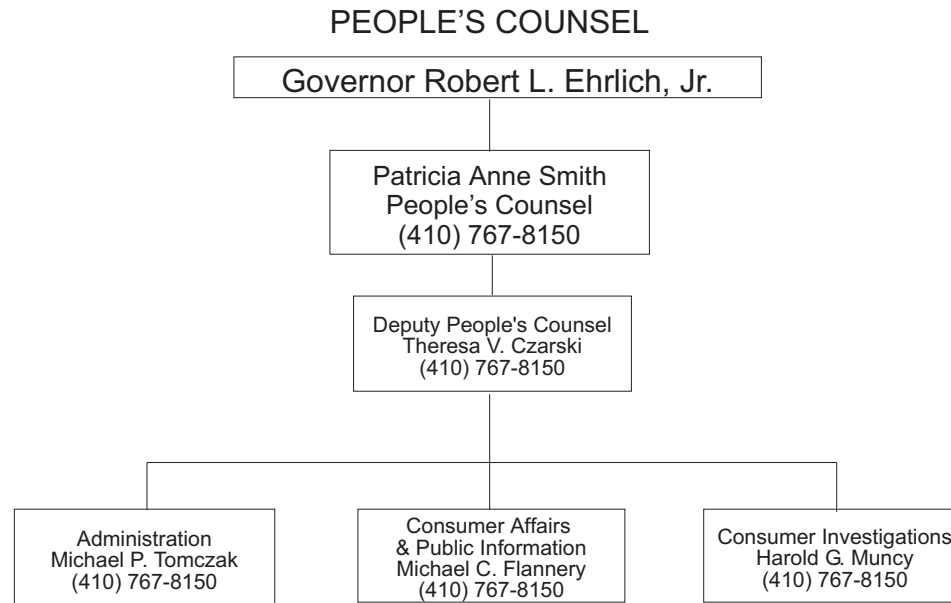 PEOPLE’S COUNSEL
Governor Robert L. Ehrlich, Jr.
Patricia Anne Smith
People’s Counsel
(410) 767-8150
Deputy People's Counsel
Theresa V. Czarski
(410) 767-8150
Administration
Michael P. Tomczak
(410) 767-8150
Consumer Affairs
& Public Information
Michael C. Flannery
(410) 767-8150
Consumer Investigations
Harold G. Muncy
(410) 767-8150